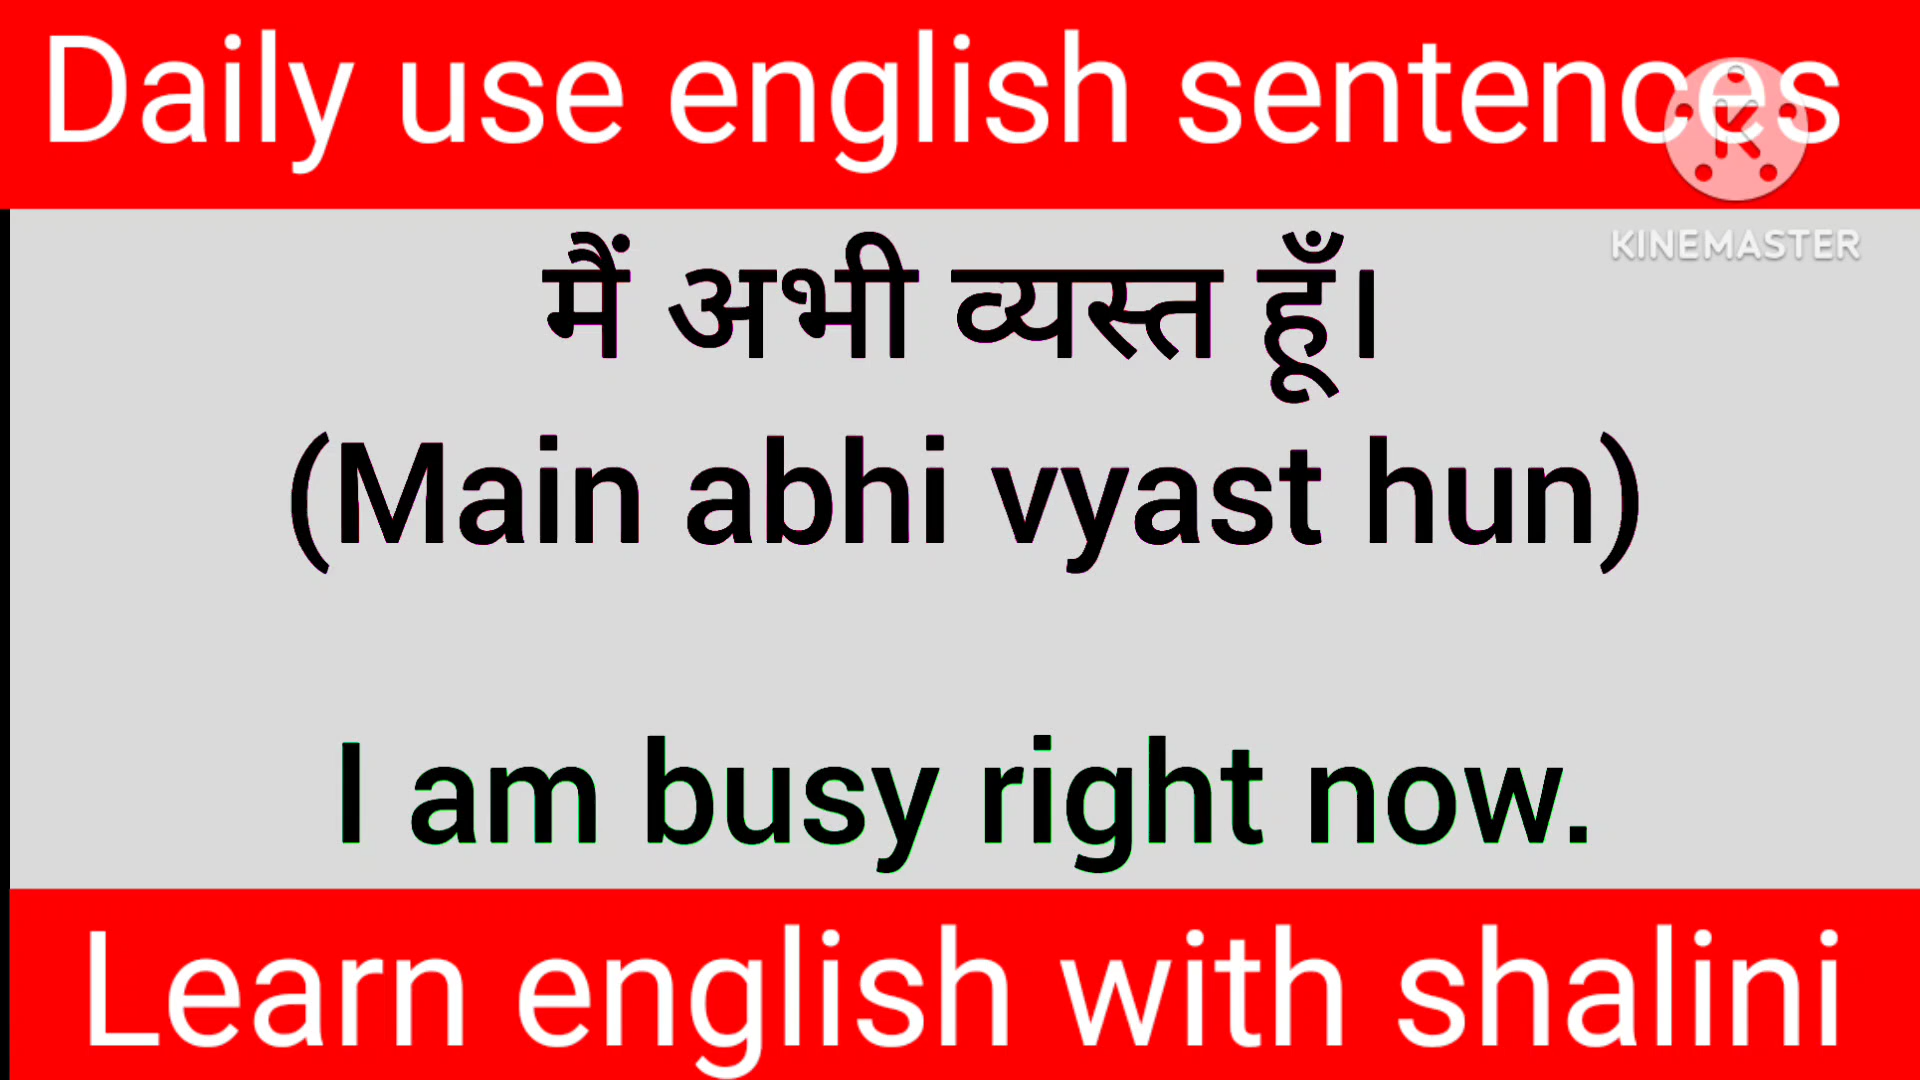 Daily use english sentences
KINEMASTER
मैं अभी व्यस्त हूँ।
(Main abhi vyast hun)
I am busy right now.
Learn english with shalini